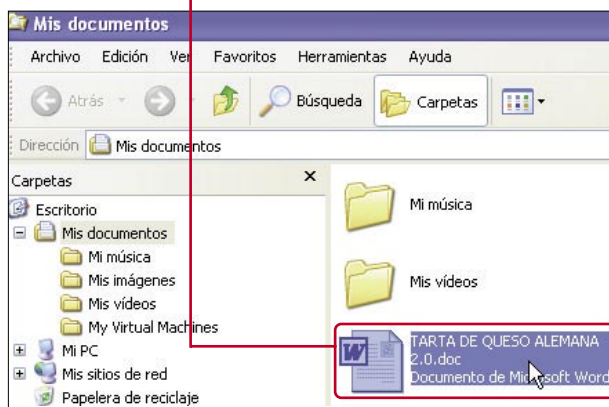 Mis documentos
Archivo Edición Ver Favoritos Herramientas Ayuda
Atrás Búsqueda Carpetas
Dirección Mis documentos
Carpetas
Escritorio
Mis documentos
Mi música
Mis imágenes
Mis vídeos
My Virtual Machines
Mi PC
Mis sitios de red
Papelera de reciclaje
Mi música
Mis vídeos
TARTA DE QUESO ALEMANA
2.0.doc
Documento de Microsoft Word